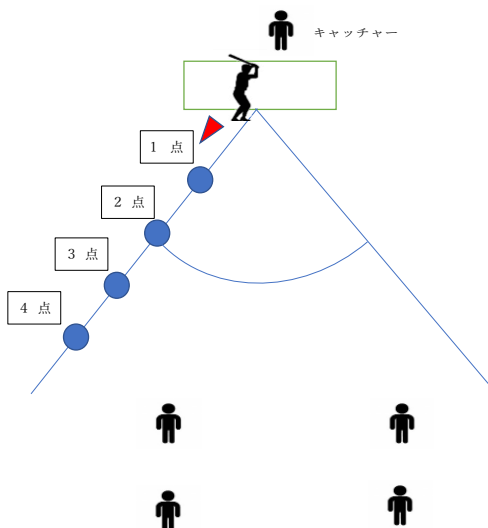 キャッチャー
１ 点
２ 点
３ 点
４ 点